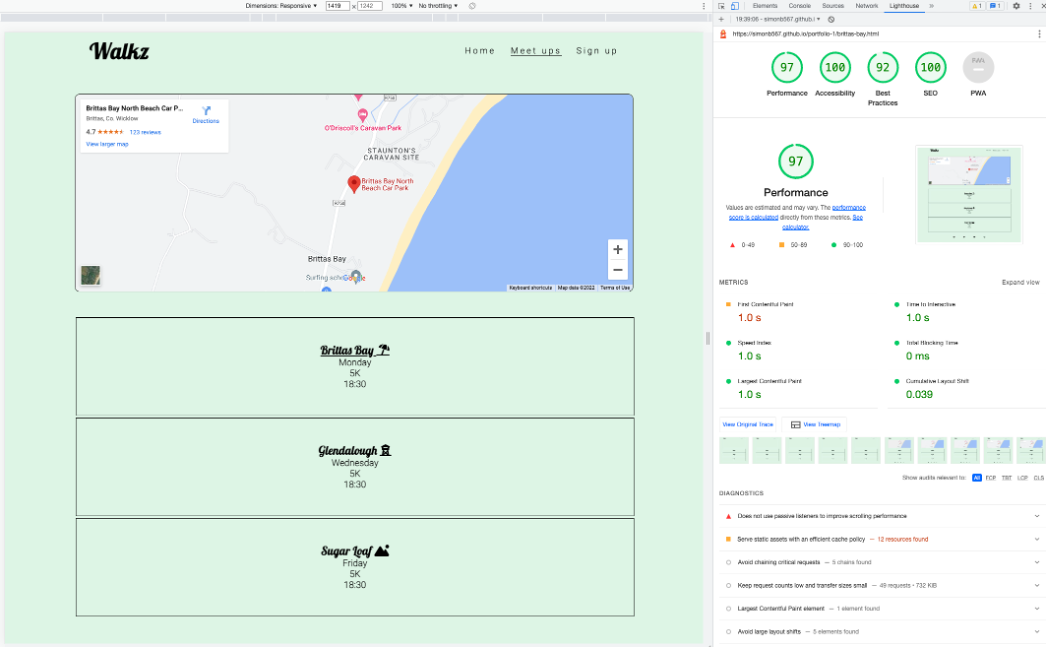 Dimensions: Responsive ▼ 1419 x 1242 100% ▼ No throttling ▼
Walkz
Home Meet ups Sign up
Brittas Bay North Beach Car P...
Brittas, Co. Wicklow
Directions
4.7 123 reviews
View larger map
R750
O'Driscoll's Caravan Park
STAUNTON'S
CARAVAN SITE
Brittas Bay North
Beach Car Park
R750
Brittas Bay
Google
+
−
Keyboard shortcuts Map data ©2022 Terms of Use
Brittas Bay
Monday
5K
18:30
Glendalough
Wednesday
5K
18:30
Sugar Loaf
Friday
5K
18:30
Elements Console Sources Network Lighthouse » 1 1
+ 19:39:06 - simonb567.github.i ▼
https://simonb567.github.io/portfolio-1/brittas-bay.html
97 100 92 100 PWA
Performance Accessibility Best Practices SEO PWA
97
Performance
Values are estimated and may vary. The performance
score is calculated directly from these metrics. See
calculator.
0-49 50-89 90-100
METRICS Expand view
First Contentful Paint Time to Interactive
1.0 s 1.0 s
Speed Index Total Blocking Time
1.0 s 0 ms
Largest Contentful Paint Cumulative Layout Shift
1.0 s 0.039
View Original Trace View Treemap
Show audits relevant to: All FCP TBT LCP CLS
DIAGNOSTICS
Does not use passive listeners to improve scrolling performance
Serve static assets with an efficient cache policy — 12 resources found
Avoid chaining critical requests — 5 chains found
Keep request counts low and transfer sizes small — 49 requests • 732 KiB
Largest Contentful Paint element — 1 element found
Avoid large layout shifts — 5 elements found